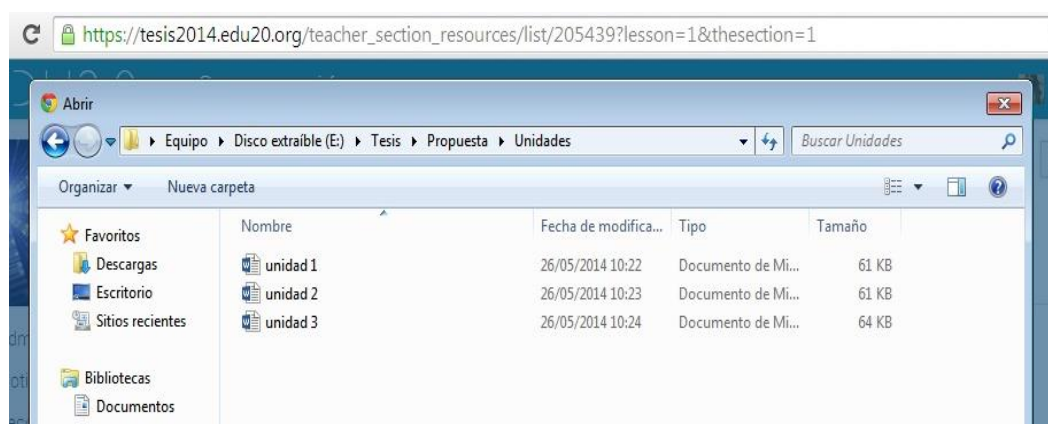 https://tesis2014.edu20.org/teacher_section_resources/list/205439?lesson=1&thesection=1
Abrir
Equipo Disco extraíble (E:) Tesis Propuesta Unidades Buscar Unidades
Organizar Nueva carpeta
Nombre Fecha de modifica... Tipo Tamaño
Favoritos
Descargas unidad 1 26/05/2014 10:22 Documento de Mi... 61 KB
Escritorio unidad 2 26/05/2014 10:23 Documento de Mi... 61 KB
Sitios recientes unidad 3 26/05/2014 10:24 Documento de Mi... 64 KB
Bibliotecas
Documentos